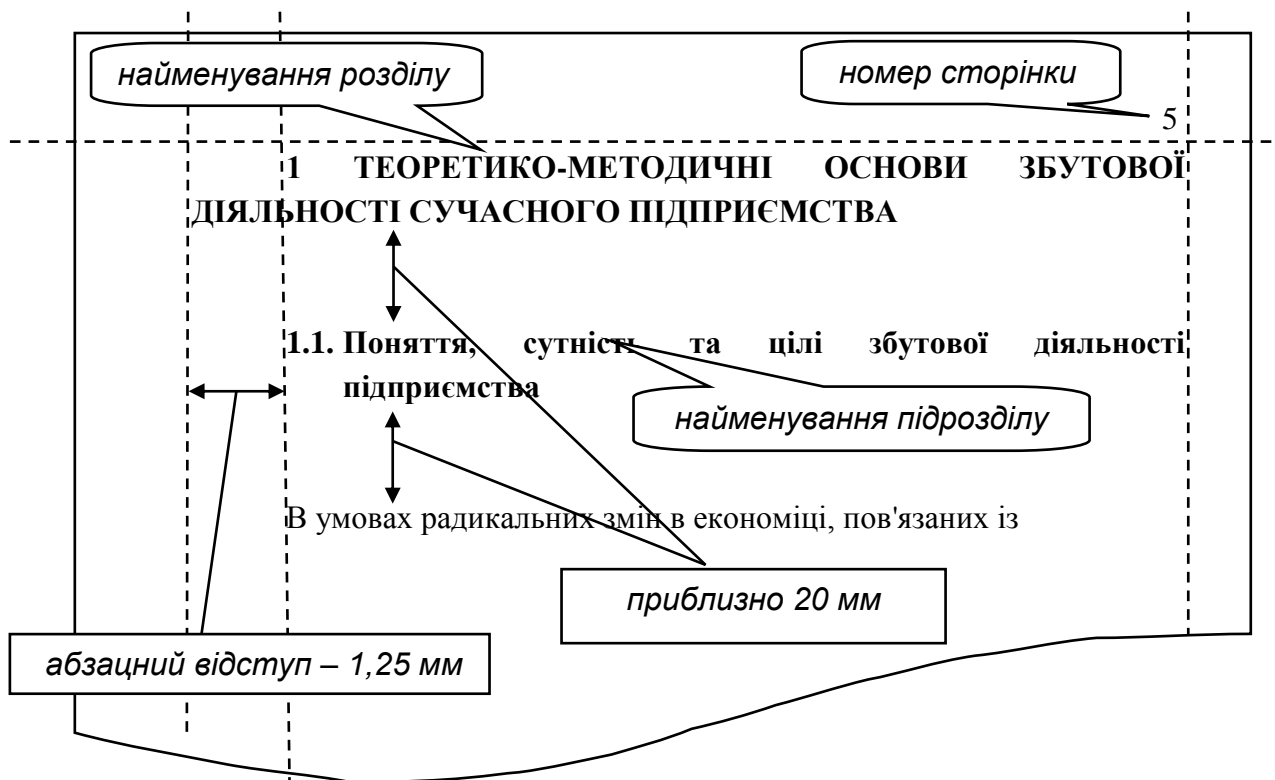 найменування розділу
номер сторінки
5
1 ТЕОРЕТИКО-МЕТОДИЧНІ ОСНОВИ ЗБУТОВОЇ
ДІЯЛЬНОСТІ СУЧАСНОГО ПІДПРИЄМСТВА
1.1. Поняття, сутність та цілі збутової діяльності
підприємства
найменування підрозділу
В умовах радикальних змін в економіці, пов'язаних із
приблизно 20 мм
абзацний відступ – 1,25 мм